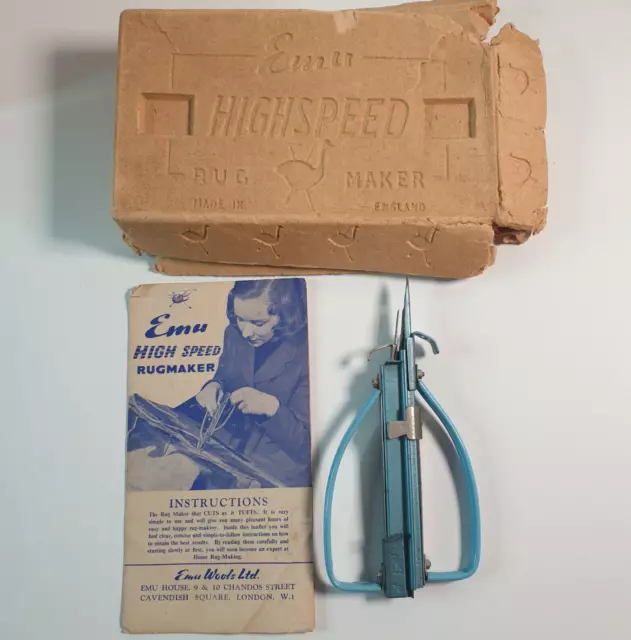 Emu
HIGHSPEED
RUG MAKER
MADE IN ENGLAND
Emu
HIGH SPEED
RUGMAKER
INSTRUCTIONS
The Rug Maker that CUTS as it TUFTS. It is very
simple to use and will give you many pleasant hours of
easy and happy rug-making. Inside this leaflet you will
find clear, concise and simple-to-follow instructions on how
to obtain the best results. By reading them carefully and
starting slowly at first, you will soon become an expert at
Home Rug-Making.
Emu Wools Ltd.
EMU HOUSE, 9 & 10 CHANDOS STREET
CAVENDISH SQUARE, LONDON, W.1